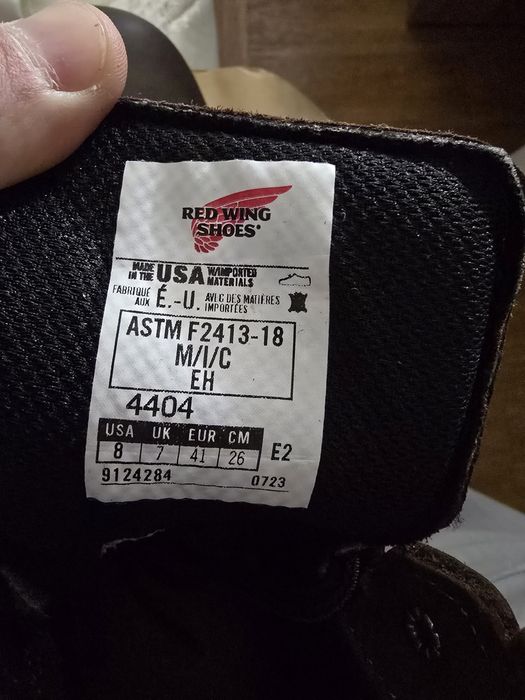 RED WING
SHOES®
MADE IN THE USA W/IMPORTED MATERIALS
FABRIQUÉ AUX É.-U. AVEC DES MATIÈRES IMPORTÉES
ASTM F2413-18
M/I/C
EH
4404
USA UK EUR CM
8 7 41 26 E2
9124284 0723